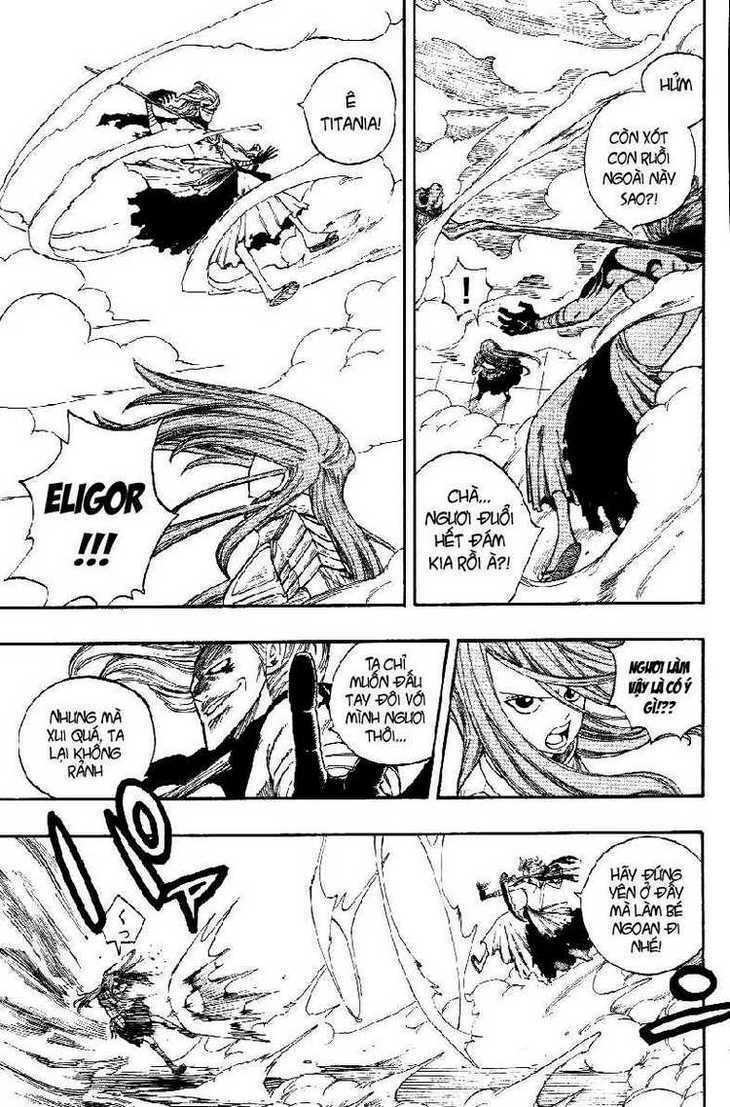 HỬM
CÒN XÓT
CON RUỒI
NGOÀI NÀY
SAO?!
!
CHÀ...
NGƯƠI ĐUỔI
HẾT ĐÁM
KIA RỒI À?!
Ê
TITANIA!
ELIGOR
!!!
NGƯƠI LÀM
VẬY LÀ CÓ Ý
GÌ!??
TA CHỈ
MUỐN ĐẤU
TAY ĐÔI VỚI
MÌNH NGƯƠI
THÔI...
NHƯNG MÀ
XUI QUÁ, TA
LẠI KHÔNG
RẢNH
HÃY ĐỨNG
YÊN Ở ĐẤY
MÀ LÀM BÉ
NGOAN ĐI
NHÉ!